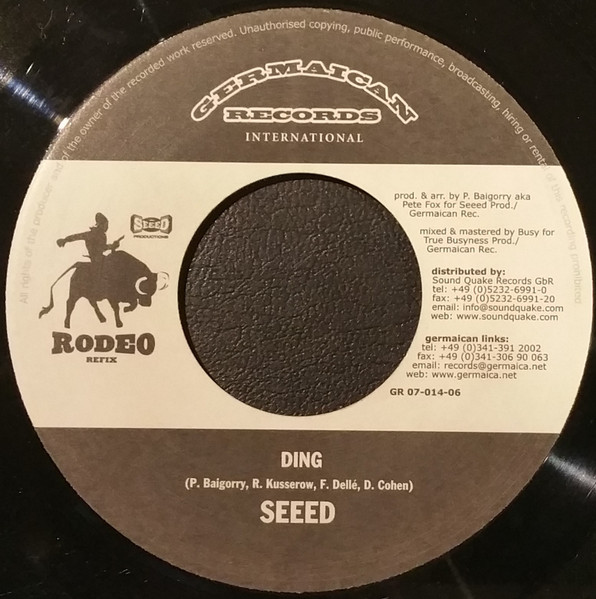 All rights of the producer and of the owner of the recorded work reserved. Unauthorised copying, public performance, broadcasting, hiring or rental of this recording prohibited
GERMAICAN
RECORDS
INTERNATIONAL
SEEED
PRODUCTIONS
RODEO
REFIX
prod. & arr. by P. Baigorry aka
Pete Fox for Seeed Prod./
Germaican Rec.
mixed & mastered by Busy for
True Busyness Prod./
Germaican Rec.
distributed by:
Sound Quake Records GbR
tel: +49 (0)5232-6991-0
fax: +49 (0)5232-6991-20
email: info@soundquake.com
web: www.soundquake.com
germaican links:
tel: +49 (0)341-391 2002
fax: +49 (0)341-306 90 063
email: records@germaica.net
web: www.germaica.net
GR 07-014-06
DING
(P. Baigorry, R. Kusserow, F. Dellé, D. Cohen)
SEEED